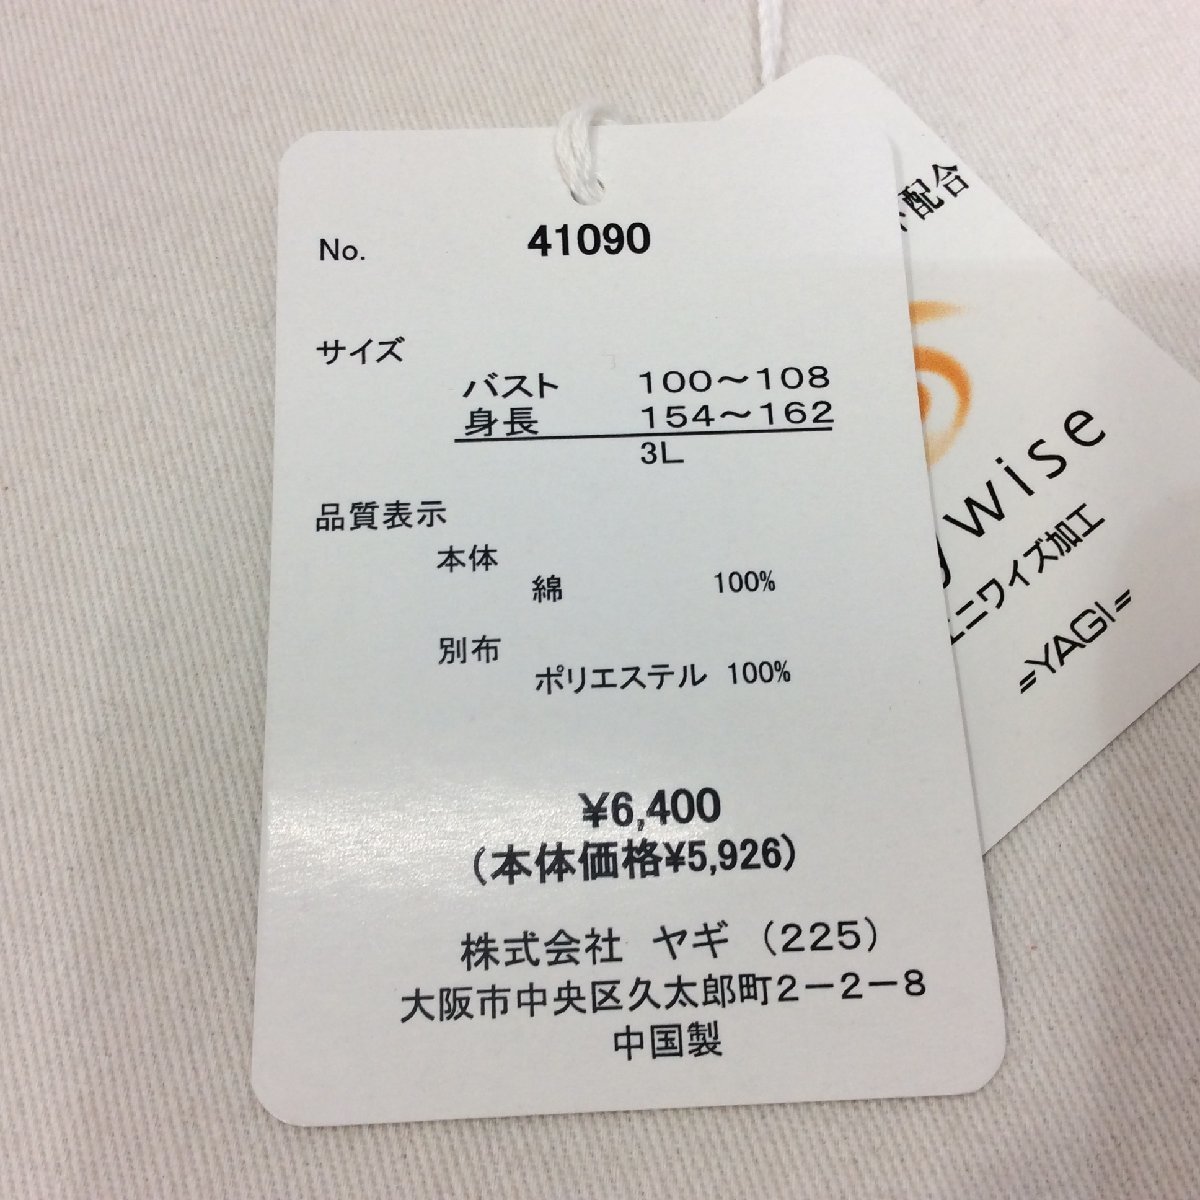 No. 41090
サイズ
バスト 100～108
身長 154～162
3L
品質表示
本体
綿 100%
別布
ポリエステル 100%
¥6,400
(本体価格¥5,926)
株式会社 ヤギ (225)
大阪市中央区久太郎町2－2－8
中国製
配合
wise
ニワイズ加工
=YAGI=